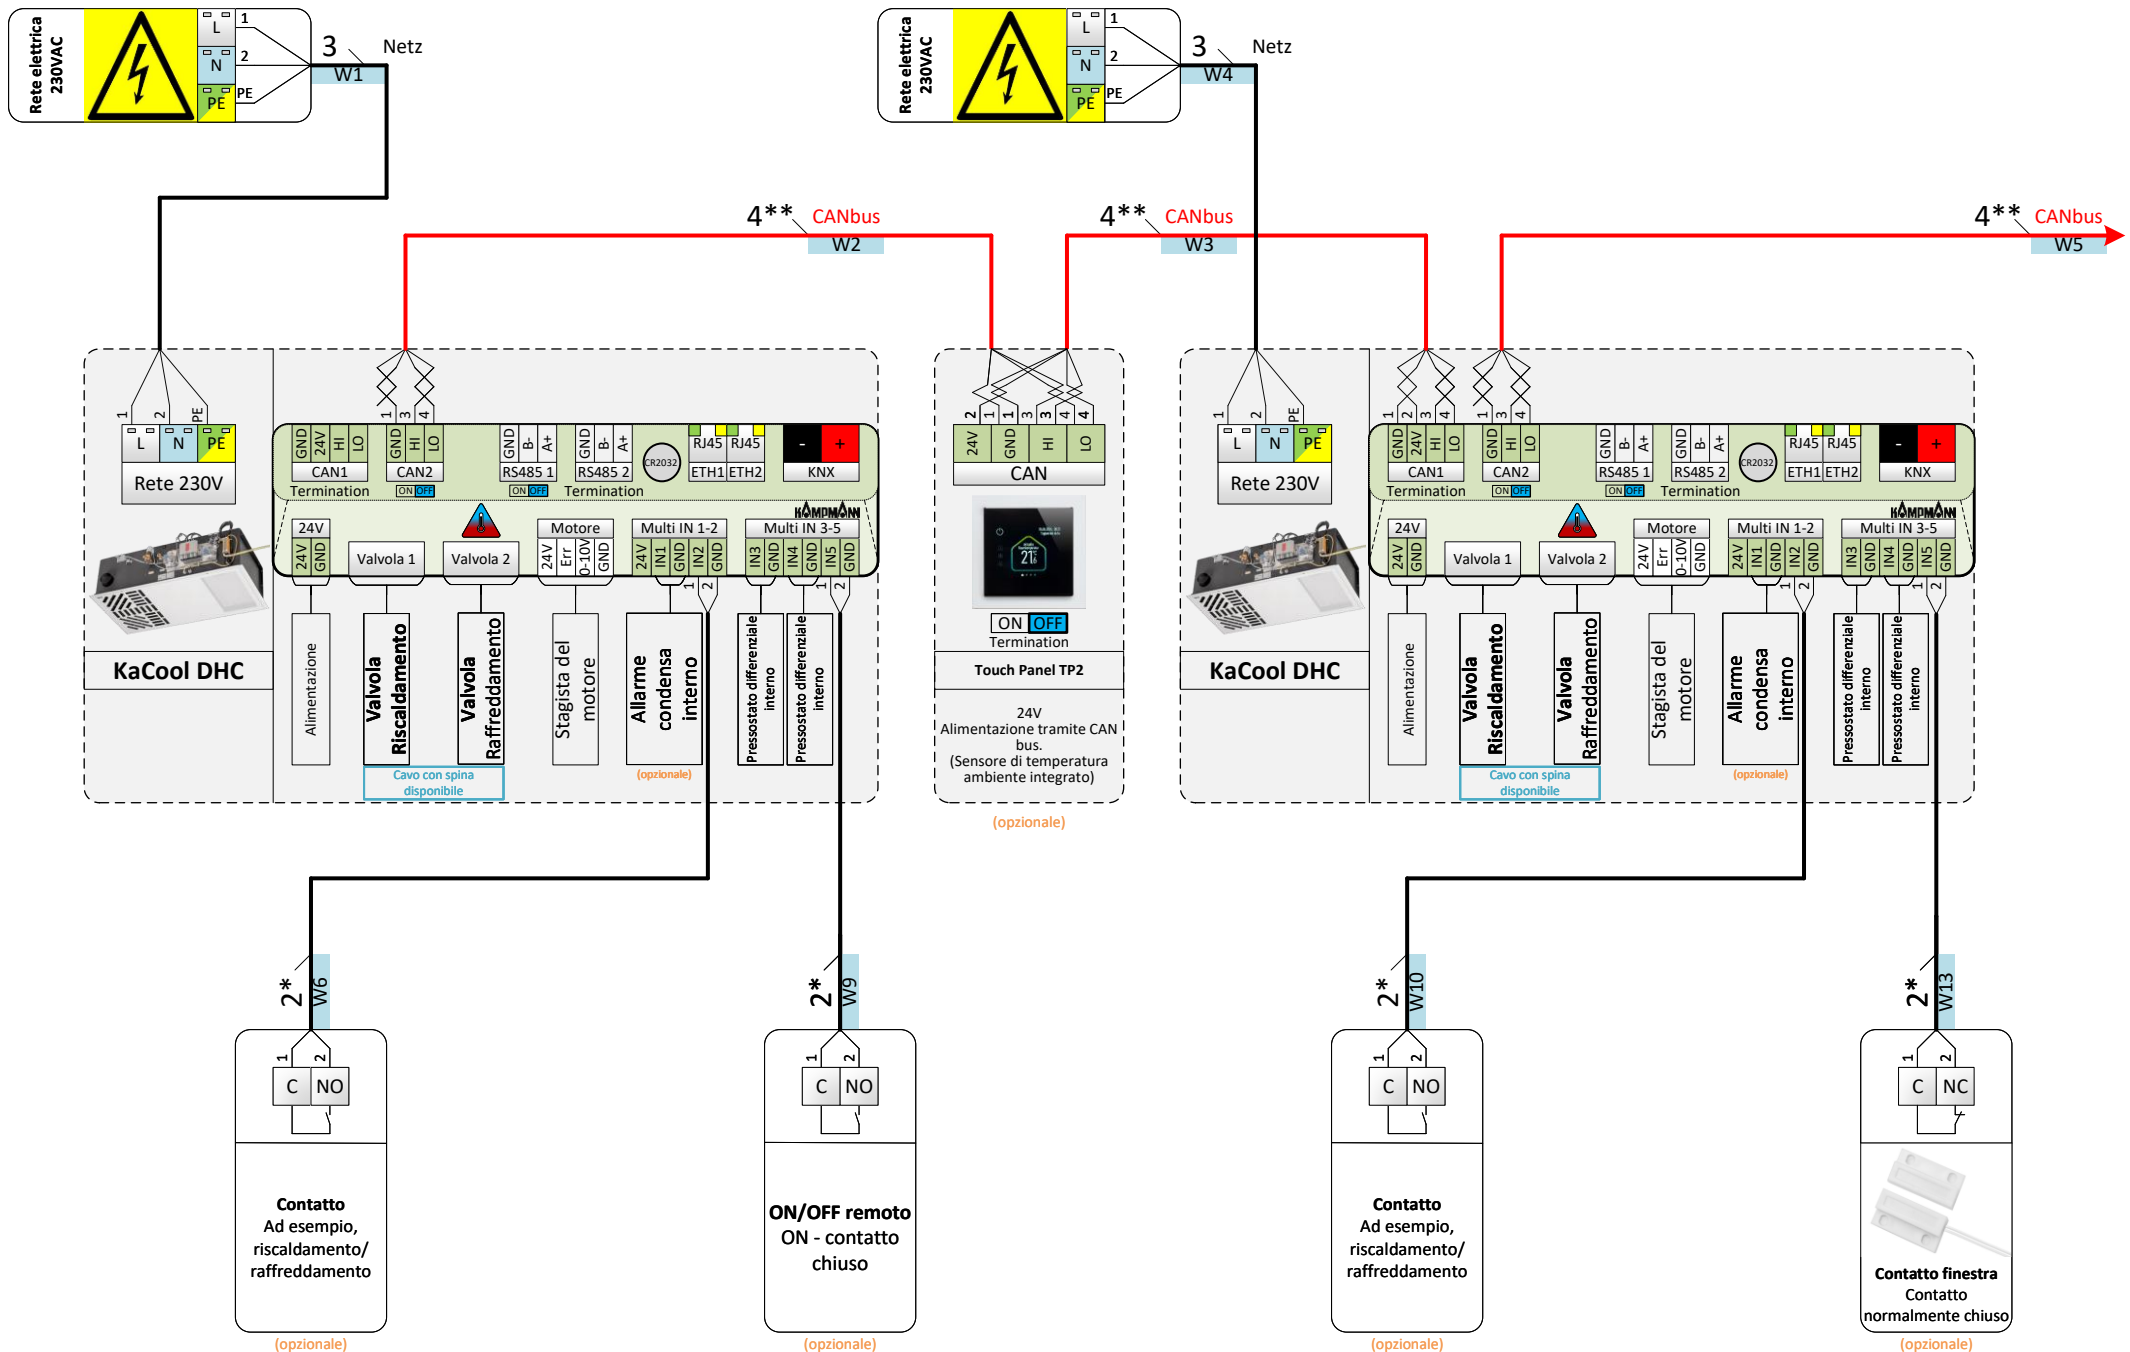 Rete elettrica
230VAC
L
N
PE
1
2
PE
3
Netz
W1
Rete elettrica
230VAC
L
N
PE
1
2
PE
3
Netz
W4
4**
CANbus
W2
4**
CANbus
W3
4**
CANbus
W5
1
2
PE
L
N
PE
Rete 230V
KaCool DHC
1
3
4
GND
24V
HI
LO
CAN1
GND
HI
LO
CAN2
GND
B-
A+
RS485 1
GND
B-
A+
RS485 2
CR2032
RJ45
RJ45
ETH1
ETH2
-
+
KNX
Termination
ON
OFF
ON
OFF
Termination
KAMPMANN
24V
24V
GND
Valvola 1
Valvola 2
Motore
24V
Err
0-10V
GND
Multi IN 1-2
24V
IN1
GND
IN2
GND
Multi IN 3-5
IN3
GND
IN4
GND
IN5
GND
1
2
1
2
Alimentazione
Valvola
Riscaldamento
Valvola
Raffreddamento
Cavo con spina
disponibile
Stagista del
motore
Allarme
condensa
interno
(opzionale)
Pressostato differenziale
interno
Pressostato differenziale
interno
2
1
1
3
3
4
4
24V
GND
HI
LO
CAN
ON
OFF
Termination
Touch Panel TP2
24V
Alimentazione tramite CAN
bus.
(Sensore di temperatura
ambiente integrato)
(opzionale)
1
2
PE
L
N
PE
Rete 230V
KaCool DHC
1
2
3
4
1
3
4
GND
24V
HI
LO
CAN1
GND
HI
LO
CAN2
GND
B-
A+
RS485 1
GND
B-
A+
RS485 2
CR2032
RJ45
RJ45
ETH1
ETH2
-
+
KNX
Termination
ON
OFF
ON
OFF
Termination
KAMPMANN
24V
24V
GND
Valvola 1
Valvola 2
Motore
24V
Err
0-10V
GND
Multi IN 1-2
24V
IN1
GND
IN2
GND
Multi IN 3-5
IN3
GND
IN4
GND
IN5
GND
1
2
1
2
Alimentazione
Valvola
Riscaldamento
Valvola
Raffreddamento
Cavo con spina
disponibile
Stagista del
motore
Allarme
condensa
interno
(opzionale)
Pressostato differenziale
interno
Pressostato differenziale
interno
2*
W6
1
2
C
NO
Contatto
Ad esempio,
riscaldamento/
raffreddamento
(opzionale)
2*
W9
1
2
C
NO
ON/OFF remoto
ON - contatto
chiuso
(opzionale)
2*
W10
1
2
C
NO
Contatto
Ad esempio,
riscaldamento/
raffreddamento
(opzionale)
2*
W13
1
2
C
NC
Contatto finestra
Contatto
normalmente chiuso
(opzionale)